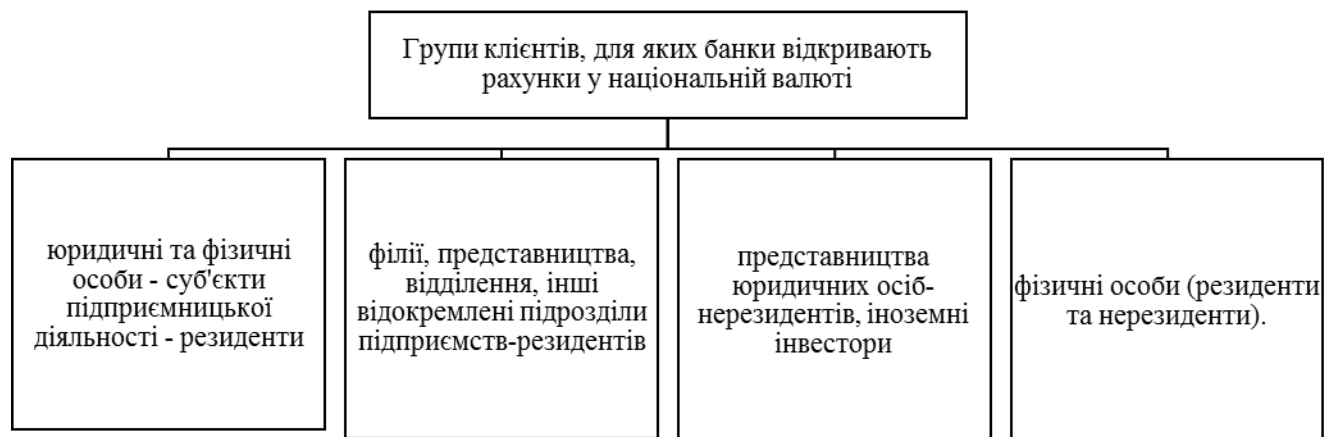 Групи клієнтів, для яких банки відкривають
рахунки у національній валюті
юридичні та фізичні
особи - суб'єкти
підприємницької
діяльності - резиденти
філії, представництва,
відділення, інші
відокремлені підрозділи
підприємств-резидентів
представництва
юридичних осіб-
нерезидентів, іноземні
інвестори
фізичні особи (резиденти
та нерезиденти).